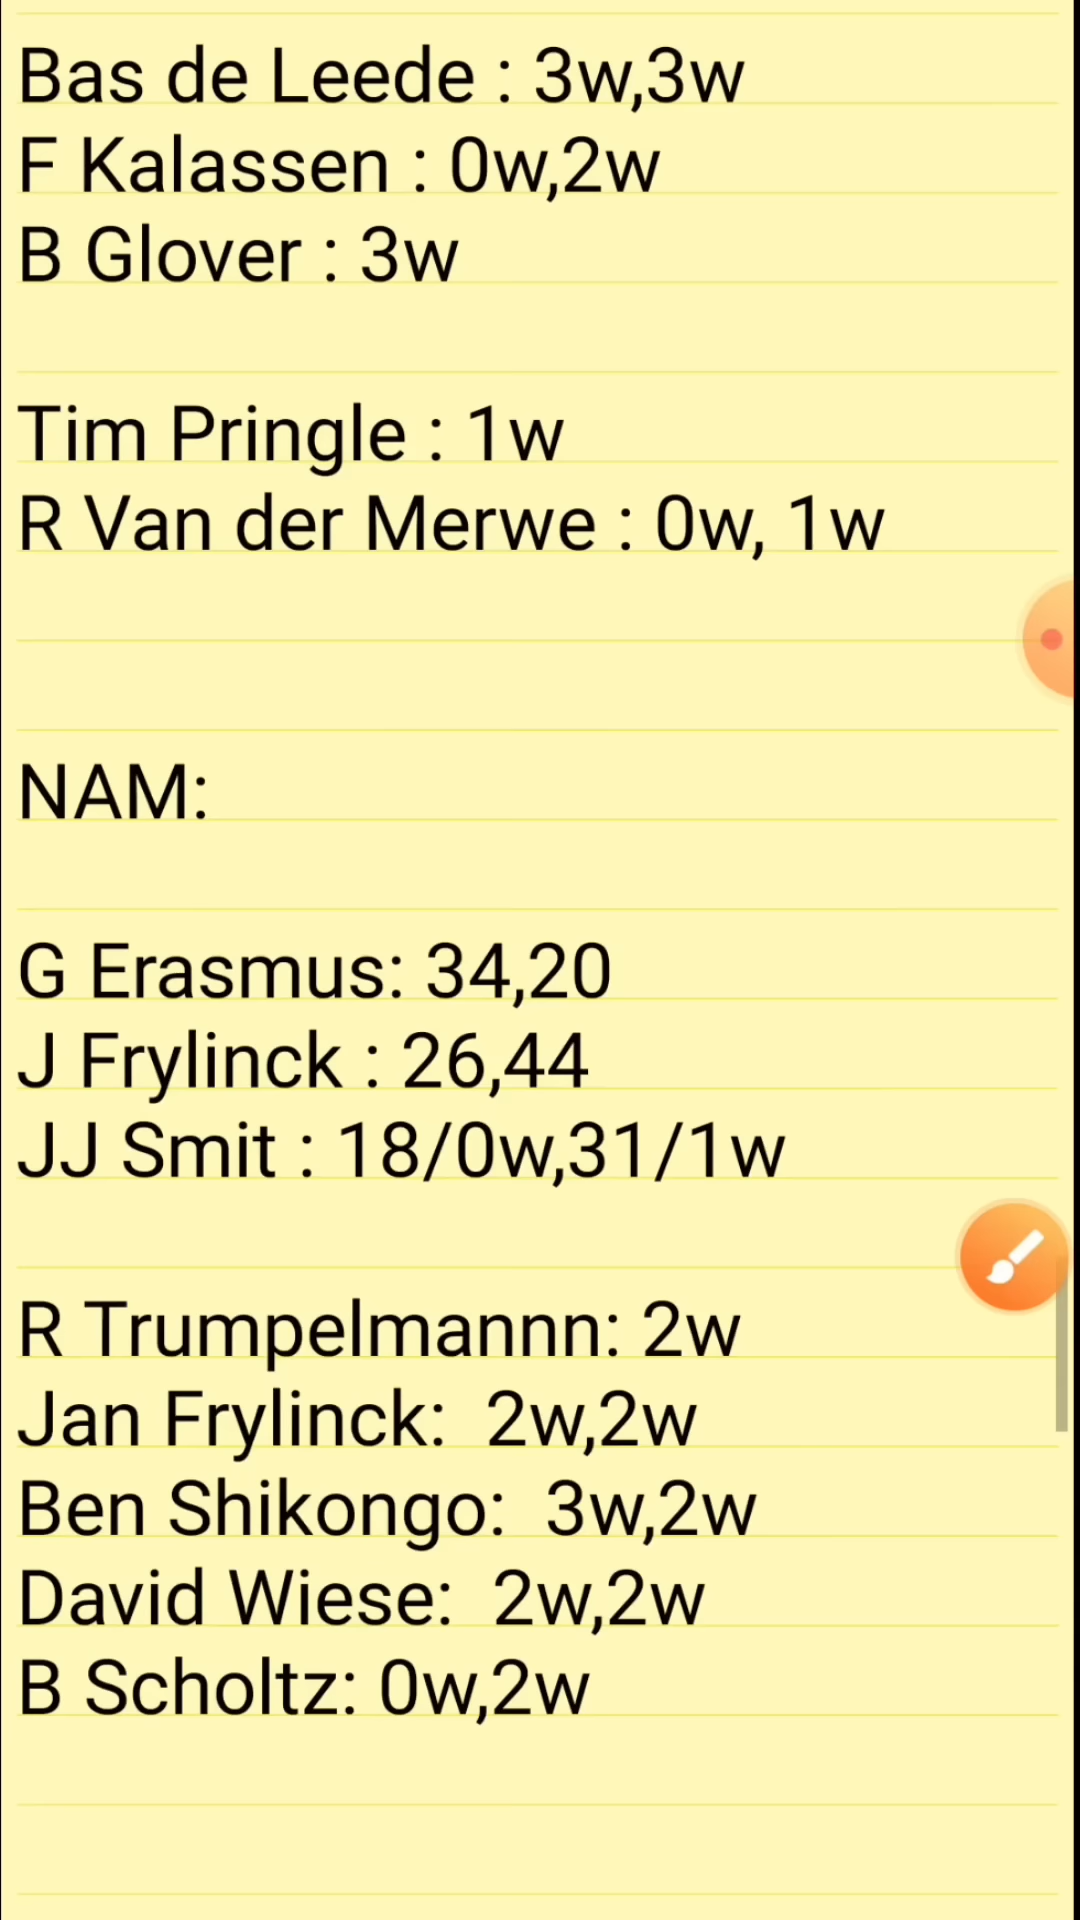 Bas de Leede : 3w,3w
F Kalassen : 0w,2w
B Glover : 3w
Tim Pringle : 1w
R Van der Merwe : 0w, 1w
NAM:
G Erasmus: 34,20
J Frylinck : 26,44
JJ Smit : 18/0w,31/1w
R Trumpelmannn: 2w
Jan Frylinck:  2w,2w
Ben Shikongo:  3w,2w
David Wiese:  2w,2w
B Scholtz: 0w,2w